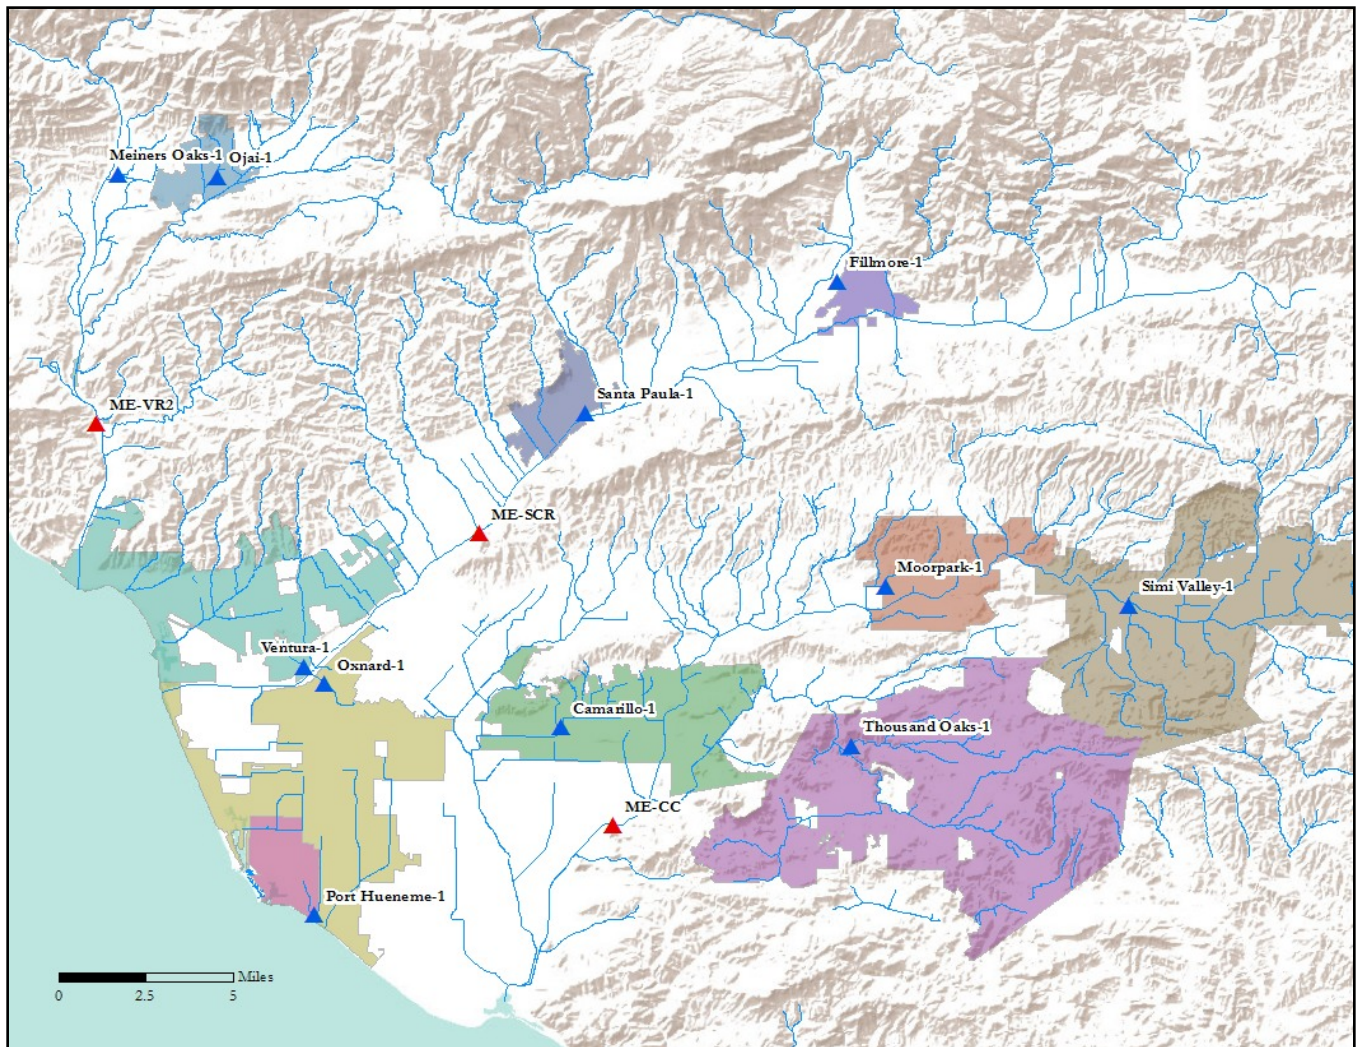 Meiners Oaks-1
Ojai-1
Fillmore-1
Santa Paula-1
ME-VR2
ME-SCR
Moorpark-1
Simi Valley-1
Ventura-1
Oxnard-1
Camarillo-1
Thousand Oaks-1
ME-CC
Port Hueneme-1
Miles
0 2.5 5